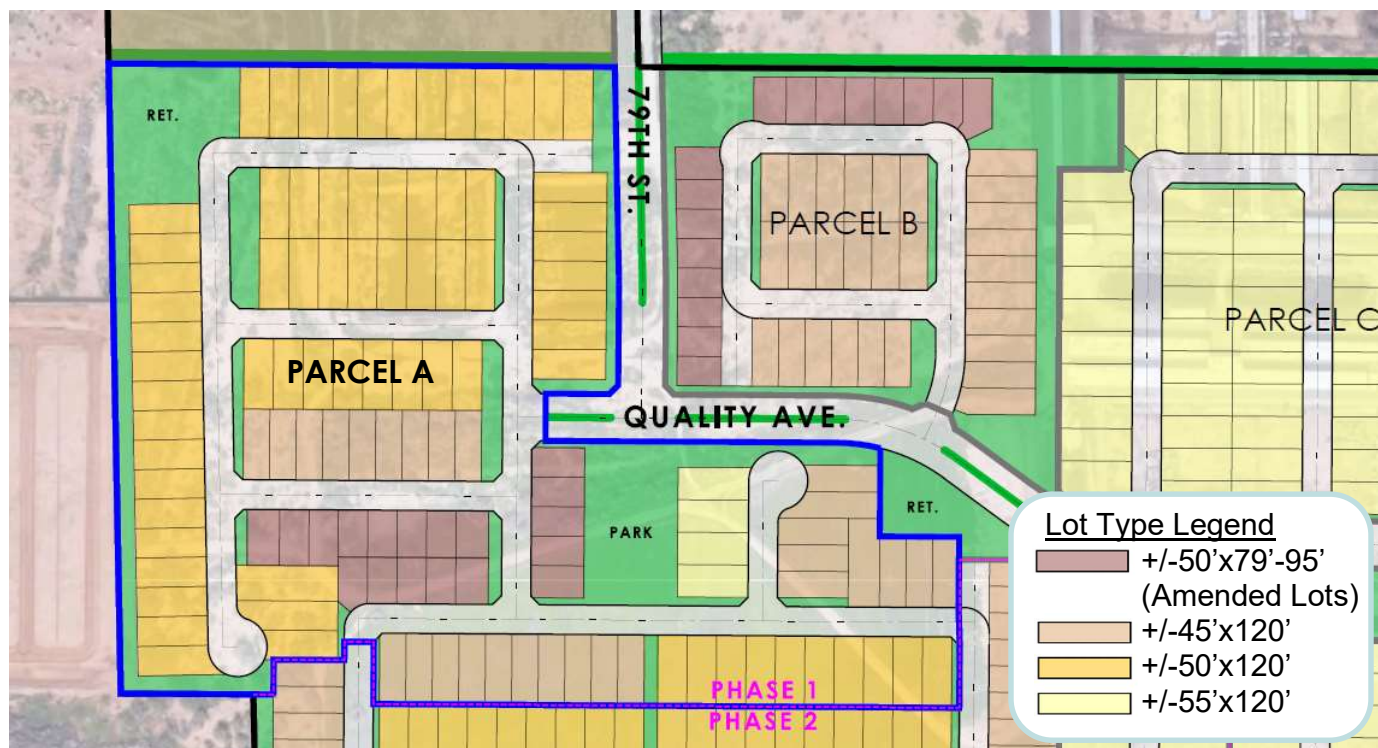 RET.
79TH ST.
PARCEL B
PARCEL C
PARCEL A
QUALITY AVE.
PARK
RET.
PHASE 1
PHASE 2
Lot Type Legend
+/-50’x79’-95’
(Amended Lots)
+/-45’x120’
+/-50’x120’
+/-55’x120’